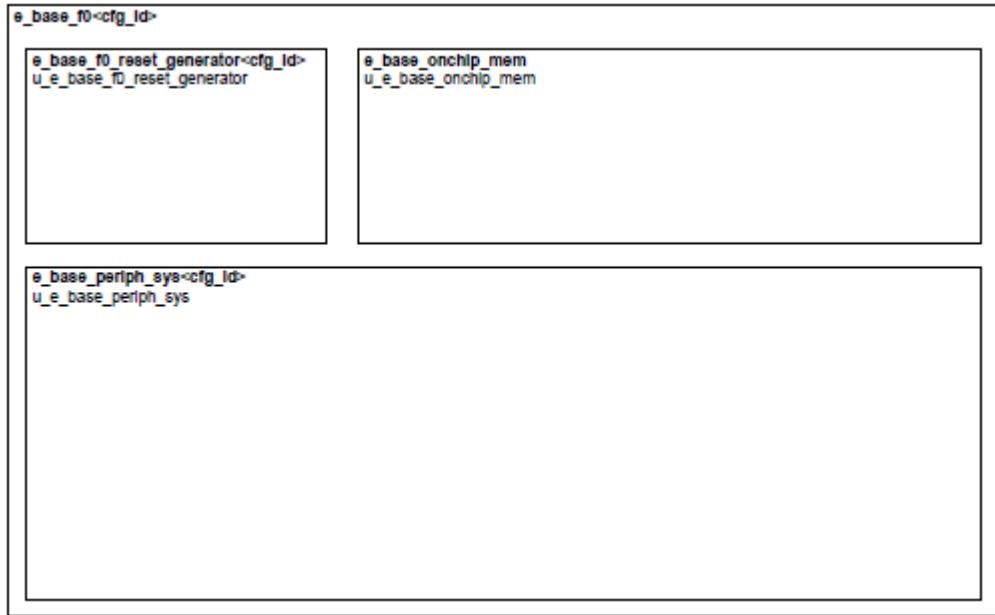 e_base_f0<cfg_id>
e_base_f0_reset_generator<cfg_id>
u_e_base_f0_reset_generator
e_base_onchip_mem
u_e_base_onchip_mem
e_base_periph_sys<cfg_id>
u_e_base_periph_sys